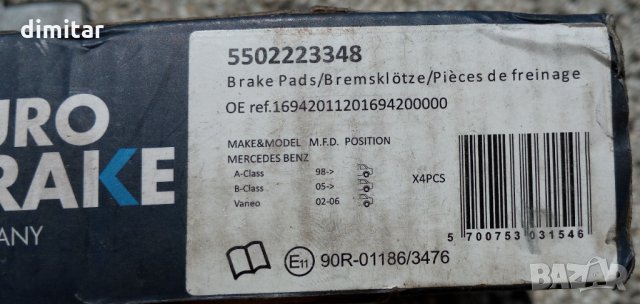 dimitar
5502223348
Brake Pads/Bremsklötze/Pièces de freinage
OE ref.16942011201694200000
MAKE&MODEL M.F.D. POSITION
MERCEDES BENZ
A-Class 98->
B-Class 05->
Vaneo 02-06
X4PCS
URO
RAKE
ANY
E11 90R-01186/3476
5 700753 031546
BAZAR